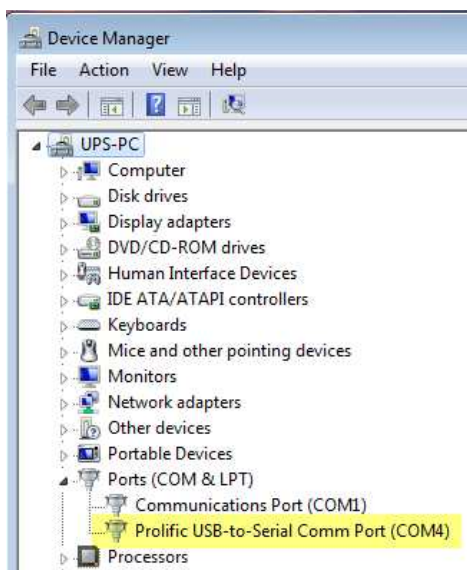 Device Manager
File Action View Help
UPS-PC
Computer
Disk drives
Display adapters
DVD/CD-ROM drives
Human Interface Devices
IDE ATA/ATAPI controllers
Keyboards
Mice and other pointing devices
Monitors
Network adapters
Other devices
Portable Devices
Ports (COM & LPT)
Communications Port (COM1)
Prolific USB-to-Serial Comm Port (COM4)
Processors